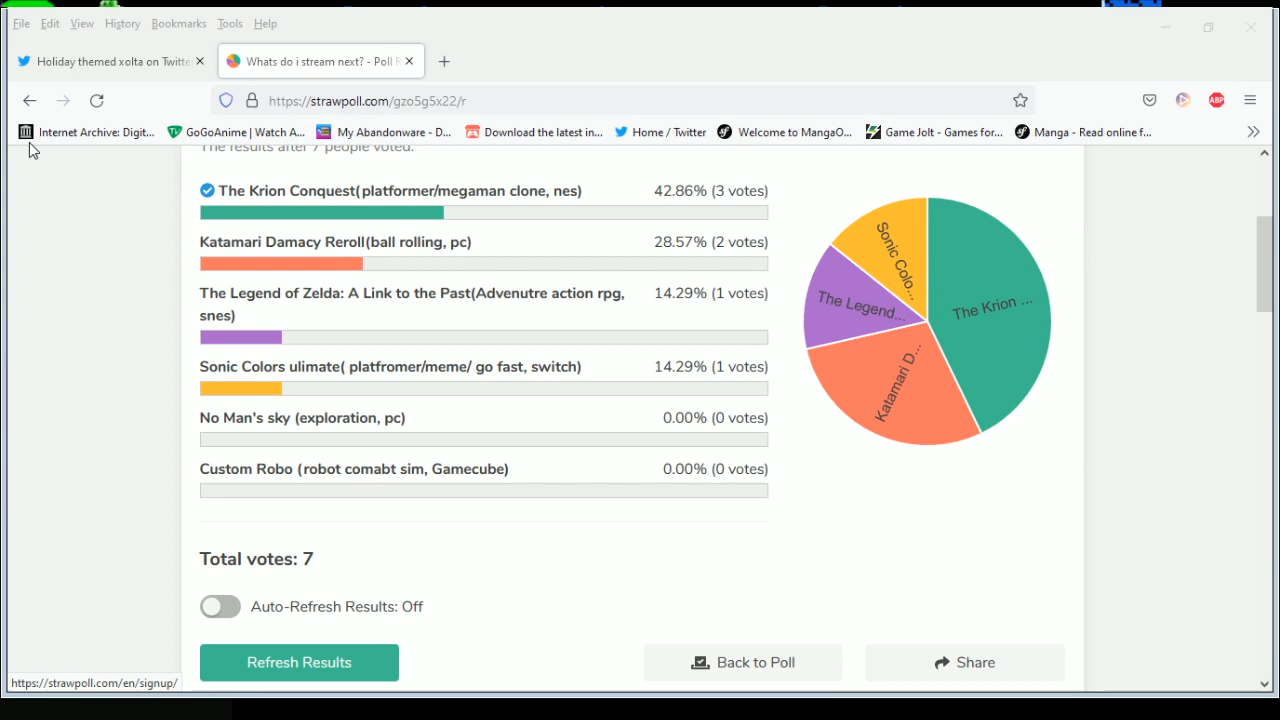 File Edit View History Bookmarks Tools Help
Holiday themed xolta on Twitte
Whats do i stream next? - Poll R
https://strawpoll.com/gzo5g5x22/r
ABP
Internet Archive: Digit... GoGoAnime | Watch A... My Abandonware - D... Download the latest in... Home / Twitter Welcome to MangaO... Game Jolt - Games for... Manga - Read online f...
The results after 7 people voted.
The Krion Conquest(platformer/megaman clone, nes) 42.86% (3 votes)
Katamari Damacy Reroll(ball rolling, pc) 28.57% (2 votes)
The Legend of Zelda: A Link to the Past(Advenutre action rpg, 14.29% (1 votes)
snes)
Sonic Colors ulimate( platfromer/meme/ go fast, switch) 14.29% (1 votes)
No Man's sky (exploration, pc) 0.00% (0 votes)
Custom Robo (robot comabt sim, Gamecube) 0.00% (0 votes)
Sonic Colo...
The Legend...
The Krion ...
Katamari D...
Total votes: 7
Auto-Refresh Results: Off
Refresh Results Back to Poll Share
https://strawpoll.com/en/signup/